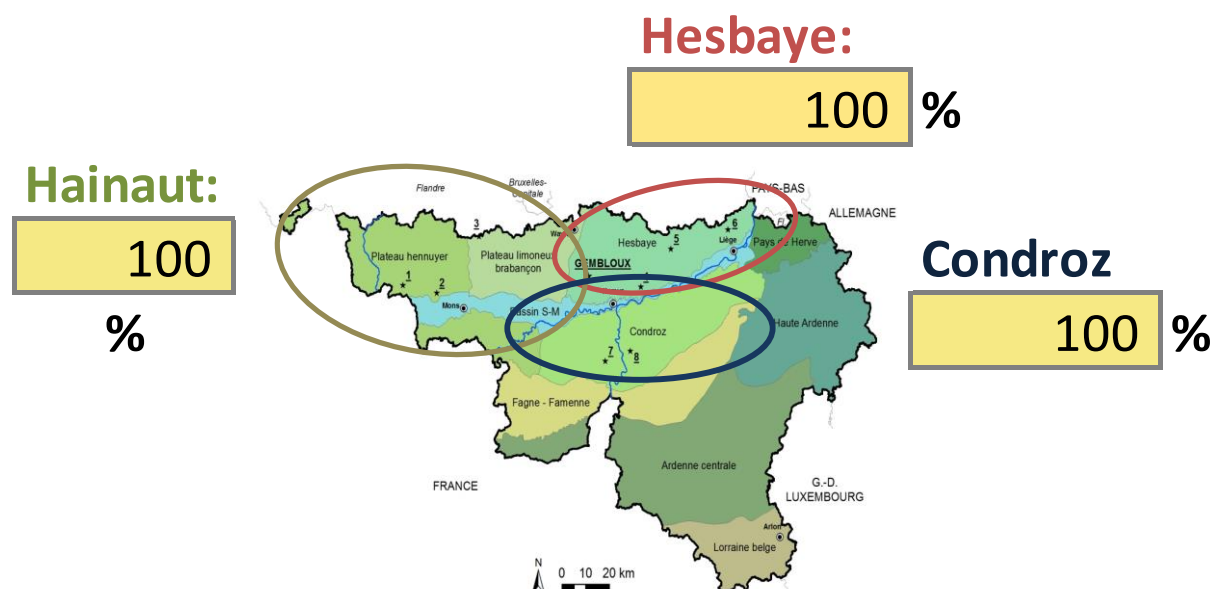 Hesbaye:
100 %
Hainaut:
100
%
Condroz
100 %
Flandre
Bruxelles-
Capitale
PAYS-BAS
ALLEMAGNE
3
6
5
Hesbaye
Liège
Pays de Herve
Plateau hennuyer
Plateau limoneux
brabançon
GEMBLOUX
1
2
Mons
Bassin S-M
Condroz
Haute Ardenne
7
8
Fagne - Famenne
Ardenne centrale
FRANCE
G.-D.
LUXEMBOURG
Arlon
Lorraine belge
N
0 10 20 km